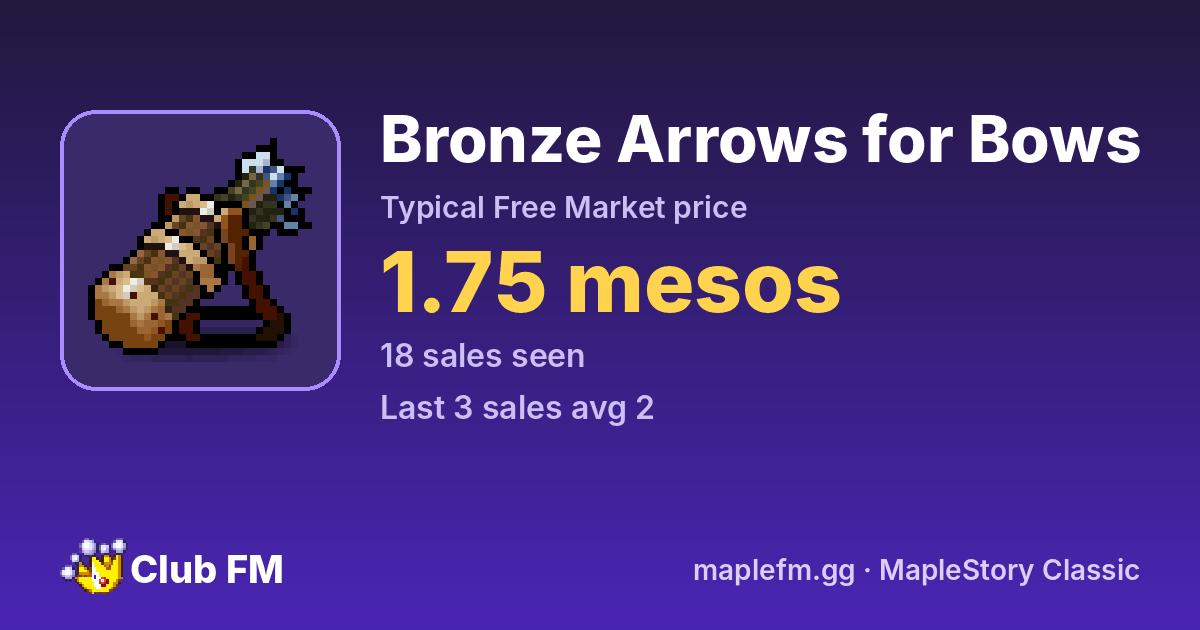 Bronze Arrows for Bows
Typical Free Market price
1.75 mesos
18 sales seen
Last 3 sales avg 2
Club FM
maplefm.gg · MapleStory Classic